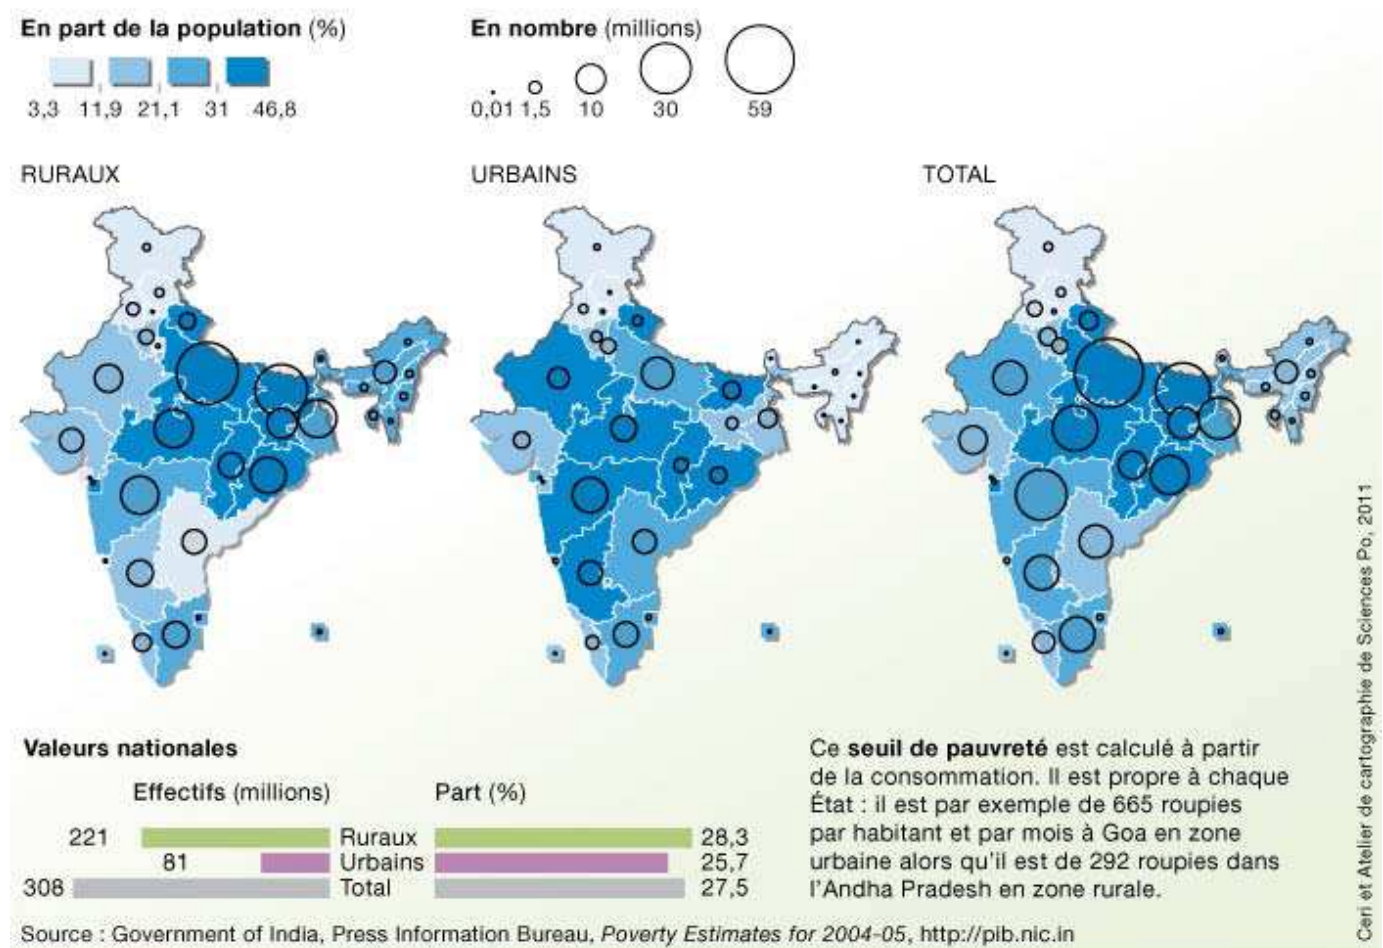 En part de la population (%)
3,3 11,9 21,1 31 46,8
En nombre (millions)
0,01 1,5 10 30 59
RURAUX
URBAINS
TOTAL
Valeurs nationales
Effectifs (millions) Part (%)
221 Ruraux 28,3
81 Urbains 25,7
308 Total 27,5
Ce seuil de pauvreté est calculé à partir
de la consommation. Il est propre à chaque
État : il est par exemple de 665 roupies
par habitant et par mois à Goa en zone
urbaine alors qu'il est de 292 roupies dans
l'Andha Pradesh en zone rurale.
Source : Government of India, Press Information Bureau, Poverty Estimates for 2004-05, http://pib.nic.in
Ceri et Atelier de cartographie de Sciences Po, 2011